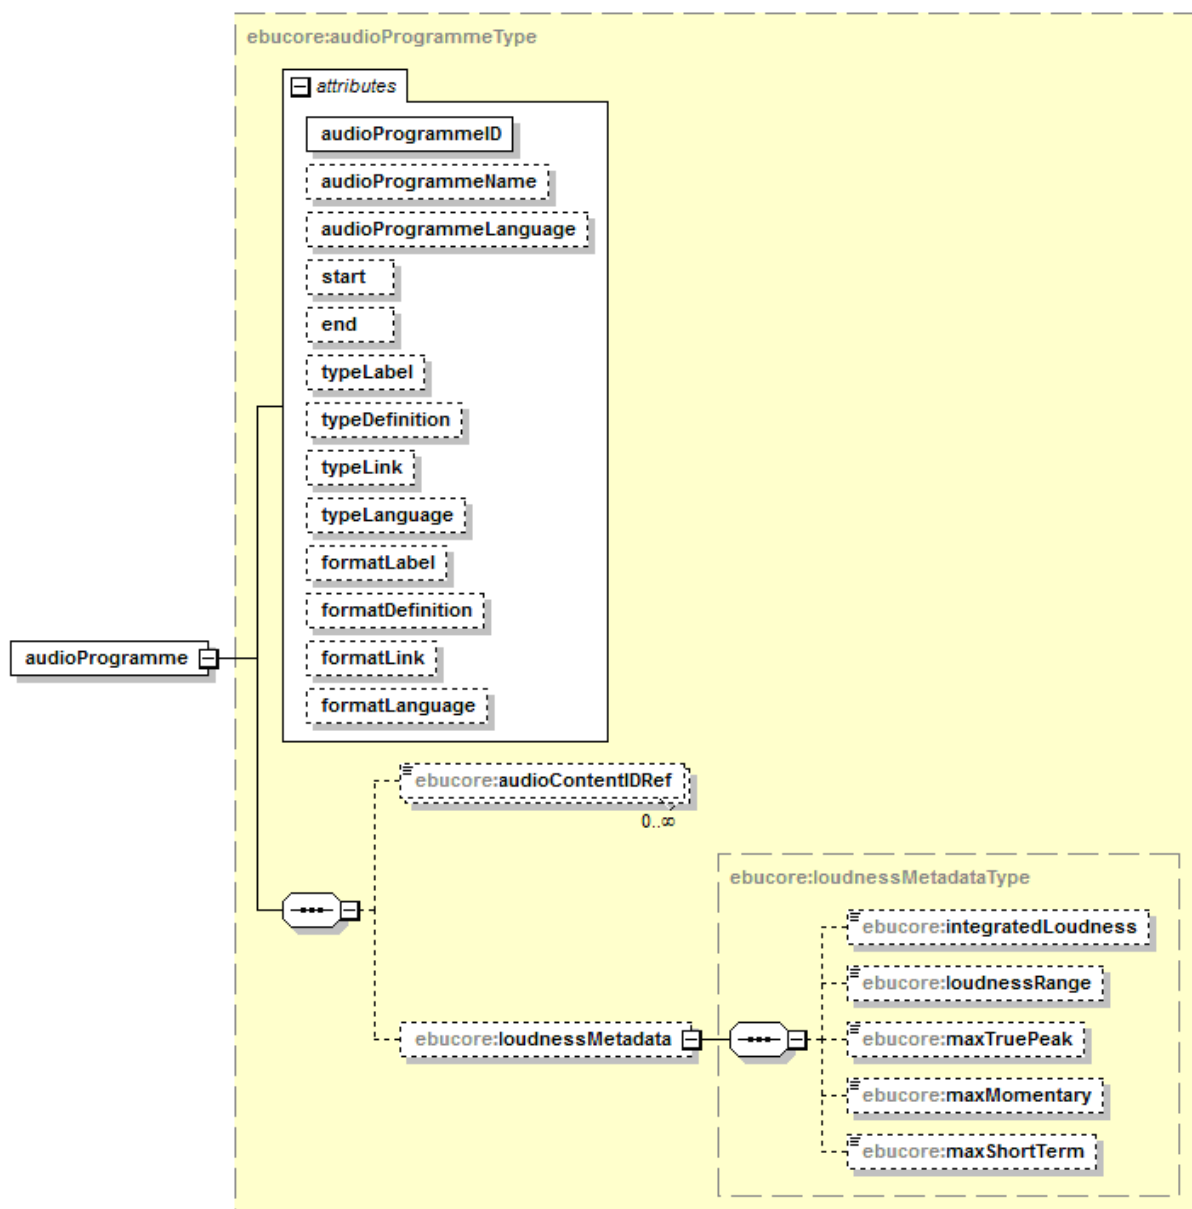 ebucore:audioProgrammeType
attributes
audioProgrammeID
audioProgrammeName
audioProgrammeLanguage
start
end
typeLabel
typeDefinition
typeLink
typeLanguage
formatLabel
formatDefinition
formatLink
formatLanguage
audioProgramme
ebucore:audioContentIDRef
0..∞
ebucore:loudnessMetadataType
ebucore:integratedLoudness
ebucore:loudnessRange
ebucore:loudnessMetadata
ebucore:maxTruePeak
ebucore:maxMomentary
ebucore:maxShortTerm